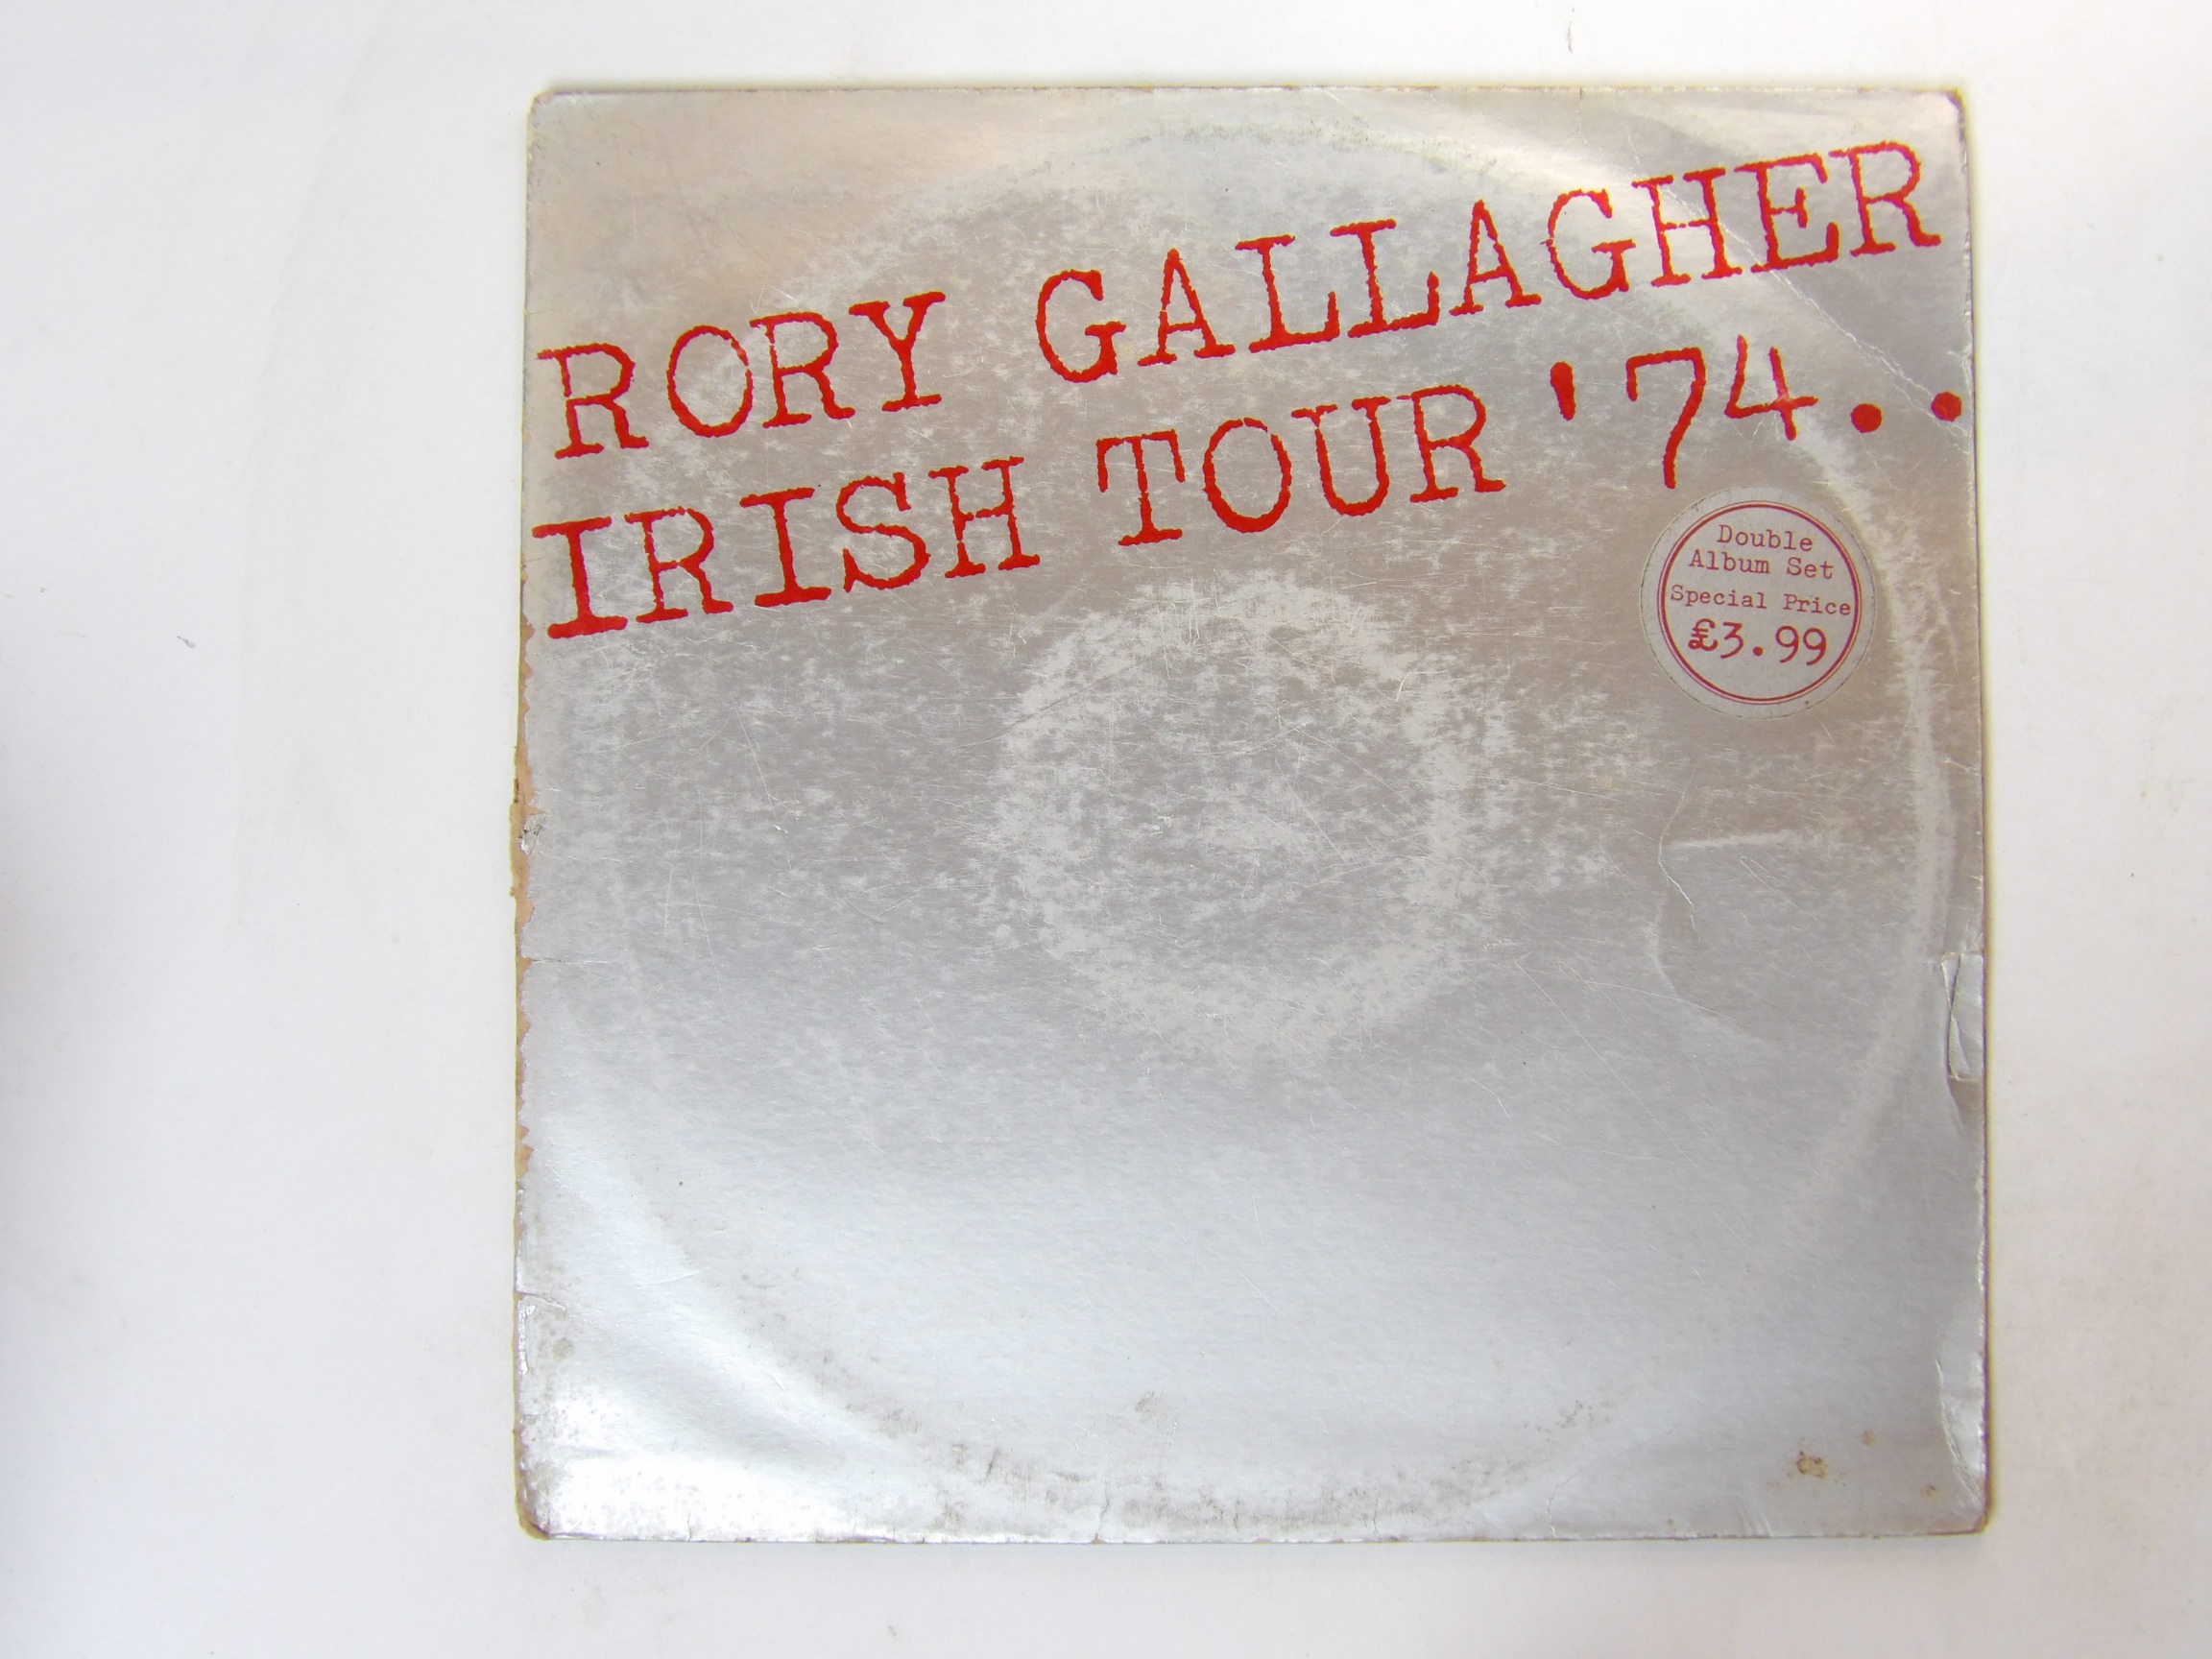 RORY GALLAGHER
IRISH TOUR '74..
Double
Album Set
Special Price
£3.99